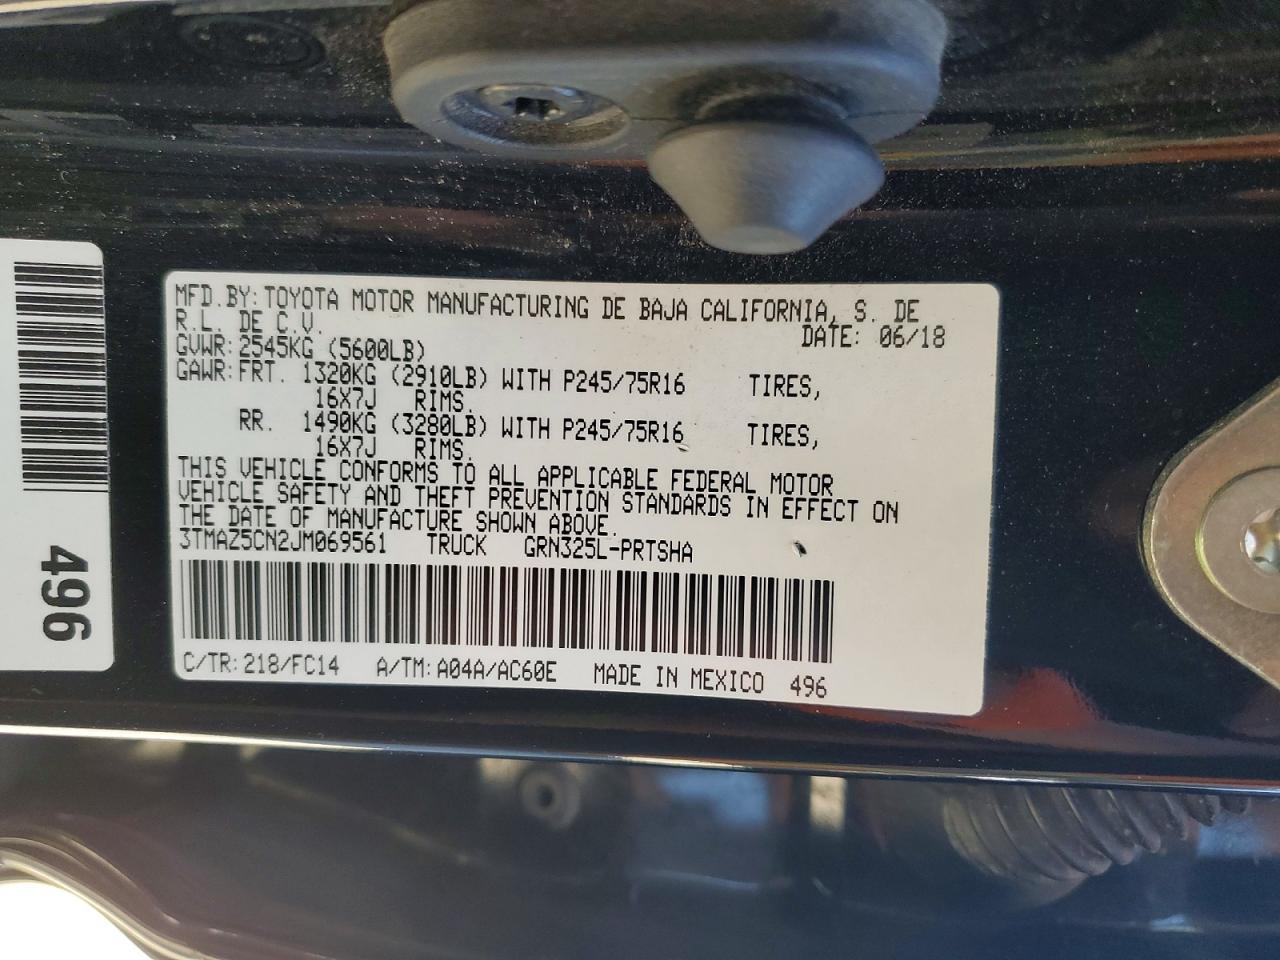 MFD.BY: TOYOTA MOTOR MANUFACTURING DE BAJA CALIFORNIA, S. DE
R.L. DE C.V. DATE: 06/18
GVWR: 2545KG (5600LB)
GAWR: FRT. 1320KG (2910LB) WITH P245/75R16 TIRES,
16X7J RIMS.
RR. 1490KG (3280LB) WITH P245/75R16 TIRES,
16X7J RIMS.
THIS VEHICLE CONFORMS TO ALL APPLICABLE FEDERAL MOTOR
VEHICLE SAFETY AND THEFT PREVENTION STANDARDS IN EFFECT ON
THE DATE OF MANUFACTURE SHOWN ABOVE.
3TMAZ5CN2JM069561 TRUCK GRN325L-PRTSHA
C/TR: 218/FC14 A/TM: A04A/AC60E MADE IN MEXICO 496
496